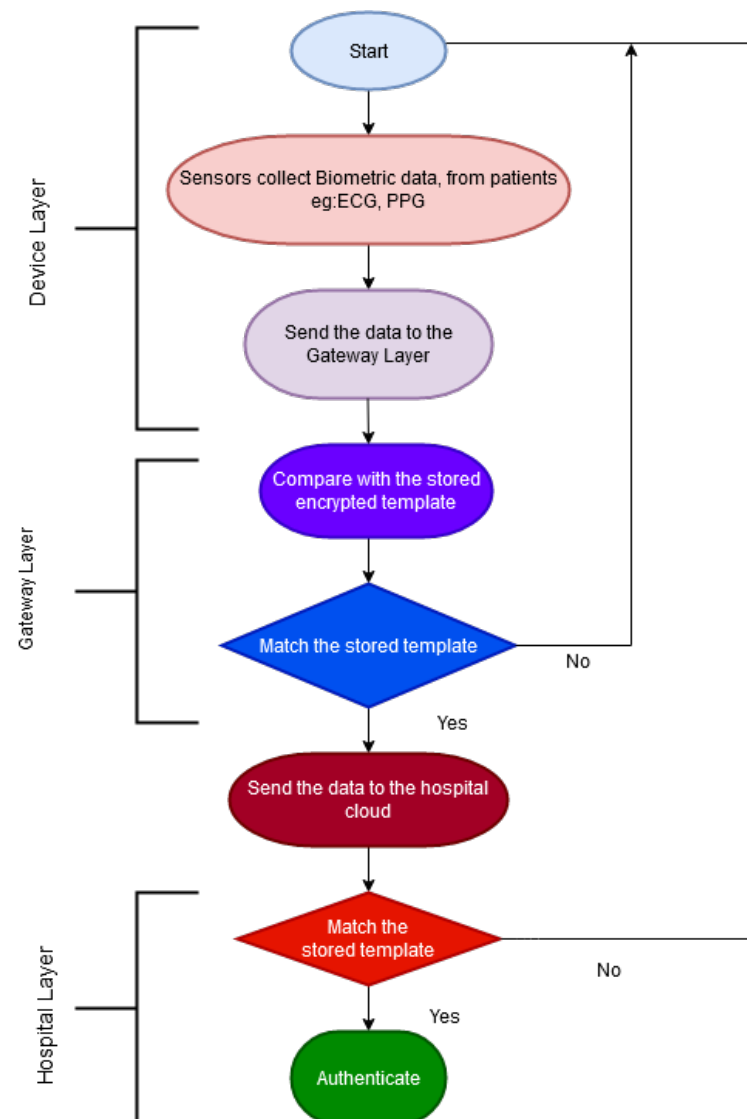 Start
Device Layer
Sensors collect Biometric data, from patients
eg:ECG, PPG
Send the data to the
Gateway Layer
Gateway Layer
Compare with the stored
encrypted template
Match the stored template
No
Yes
Send the data to the hospital
cloud
Hospital Layer
Match the
stored template
No
Yes
Authenticate